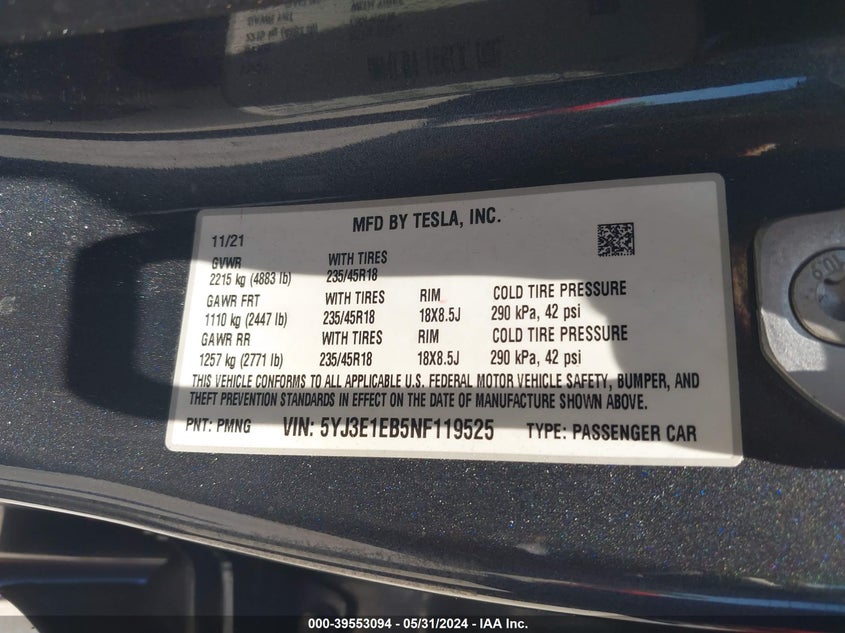 MFD BY TESLA, INC.
11/21
GVWR WITH TIRES
2215 kg (4883 lb) 235/45R18
GAWR FRT WITH TIRES RIM COLD TIRE PRESSURE
1110 kg (2447 lb) 235/45R18 18X8.5J 290 kPa, 42 psi
GAWR RR WITH TIRES RIM COLD TIRE PRESSURE
1257 kg (2771 lb) 235/45R18 18X8.5J 290 kPa, 42 psi
THIS VEHICLE CONFORMS TO ALL APPLICABLE U.S. FEDERAL MOTOR VEHICLE SAFETY, BUMPER, AND
THEFT PREVENTION STANDARDS IN EFFECT ON THE DATE OF MANUFACTURE SHOWN ABOVE.
PNT: PMNG VIN: 5YJ3E1EB5NF119525 TYPE: PASSENGER CAR
10.9
000-39553094 - 05/31/2024 - IAA Inc.